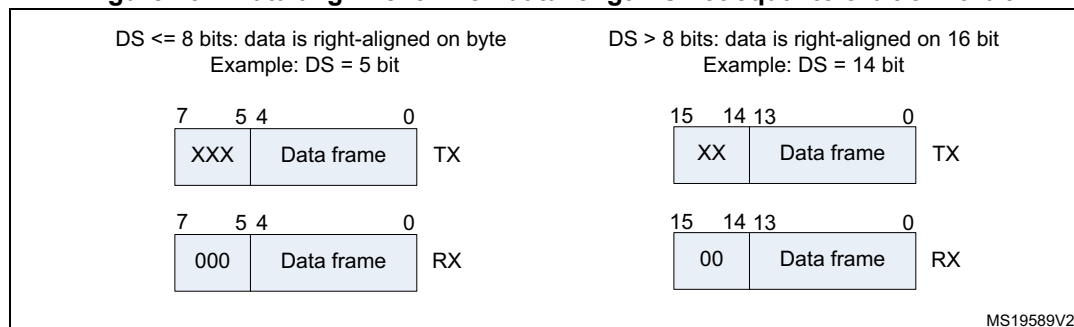 DS <= 8 bits: data is right-aligned on byte
Example: DS = 5 bit
7 5 4 0
XXX Data frame TX
7 5 4 0
000 Data frame RX
DS > 8 bits: data is right-aligned on 16 bit
Example: DS = 14 bit
15 14 13 0
XX Data frame TX
15 14 13 0
00 Data frame RX
MS19589V2